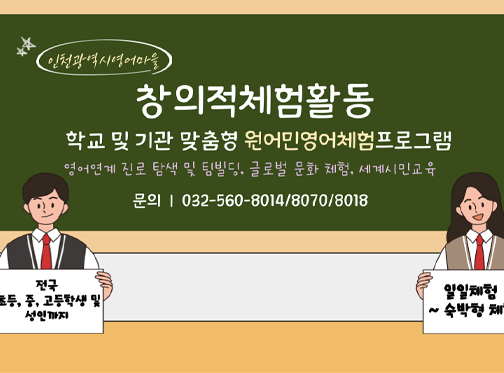 인천광역시영어마을
창의적체험활동
학교 및 기관 맞춤형 원어민영어체험프로그램
영어연계 진로 탐색 및 팀빌딩, 글로벌 문화 체험, 세계시민교육
문의 | 032-560-8014/8070/8018
전국
초등, 중, 고등학생 및
성인까지
일일체험
~ 숙박형